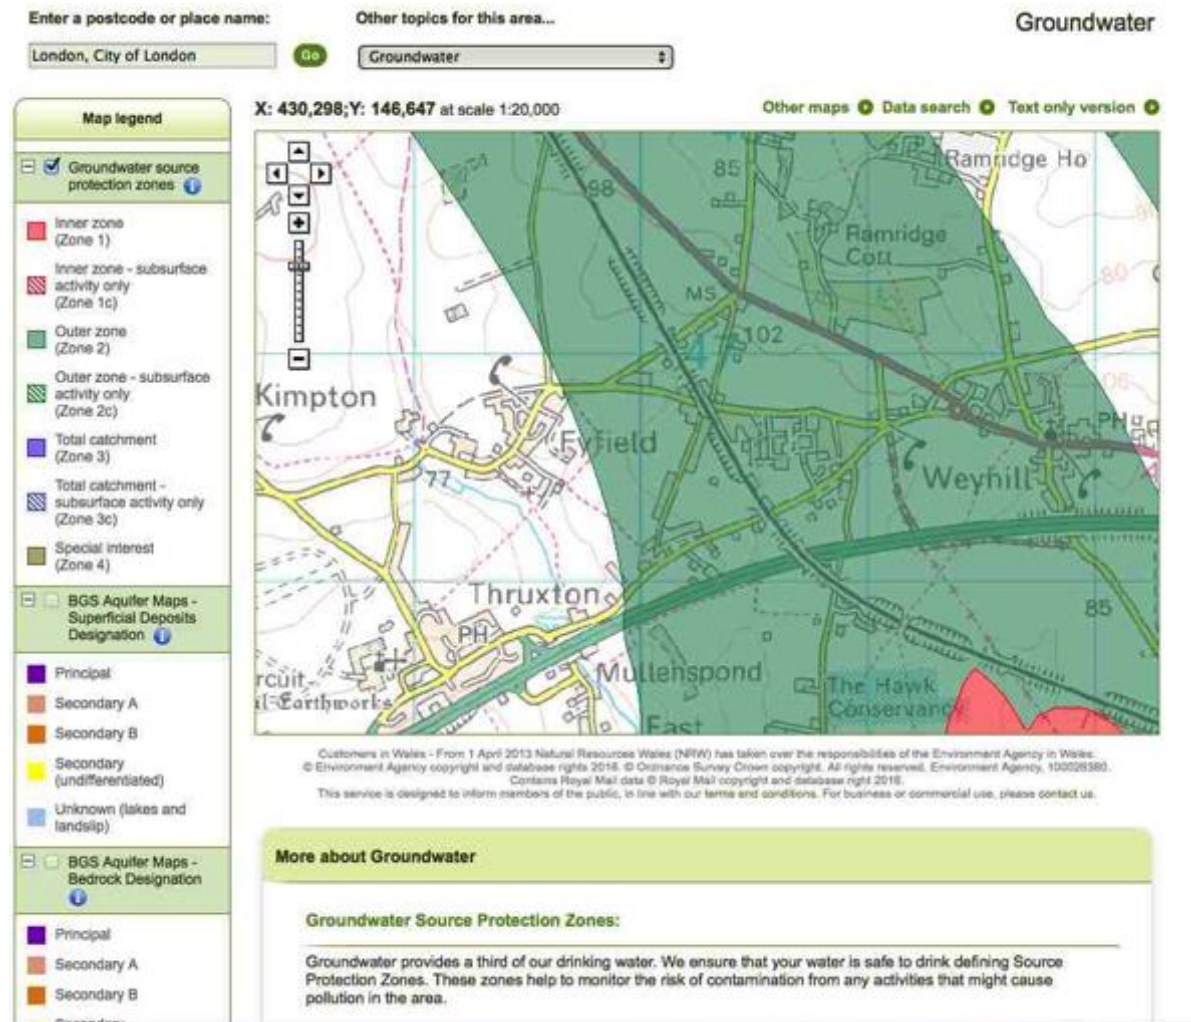 Enter a postcode or place name:
Other topics for this area...
Groundwater
London, City of London
Go
Groundwater
Map legend
X: 430,298;Y: 146,647 at scale 1:20,000
Other maps
Data search
Text only version
Groundwater source
protection zones
Inner zone
(Zone 1)
Inner zone - subsurface
activity only
(Zone 1c)
Outer zone
(Zone 2)
Outer zone - subsurface
activity only
(Zone 2c)
Total catchment
(Zone 3)
Total catchment -
subsurface activity only
(Zone 3c)
Special interest
(Zone 4)
BGS Aquifer Maps -
Superficial Deposits
Designation
Principal
Secondary A
Secondary B
Secondary
(undifferentiated)
Unknown (lakes and
landslip)
BGS Aquifer Maps -
Bedrock Designation
Principal
Secondary A
Secondary B
Secondary
Ramridge Ho
85
98
Ramridge
Cott
80
MS
102
Kimpton
Fyfield
PH
77
Weyhill
Thruxton
85
PH
Mullenspond
rcuit
al Earthworks
The Hawk
Conservancy
East
Customers in Wales - From 1 April 2013 Natural Resources Wales (NRW) has taken over the responsibilities of the Environment Agency in Wales.
© Environment Agency copyright and database rights 2016. © Ordnance Survey Crown copyright. All rights reserved. Environment Agency, 100026380.
Contains Royal Mail data © Royal Mail copyright and database right 2016.
This service is designed to inform members of the public, in line with our terms and conditions. For business or commercial use, please contact us.
More about Groundwater
Groundwater Source Protection Zones:
Groundwater provides a third of our drinking water. We ensure that your water is safe to drink defining Source
Protection Zones. These zones help to monitor the risk of contamination from any activities that might cause
pollution in the area.